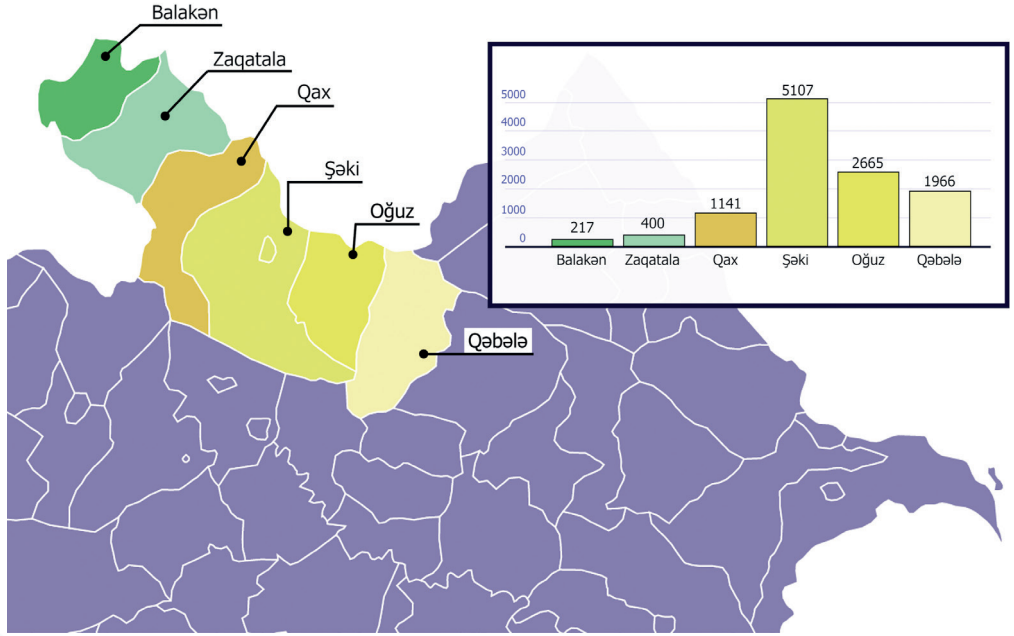 Balakən
Zaqatala
Qax
Şəki
Oğuz
Qəbələ
5000
4000
3000
2000
1000
0
217
400
1141
5107
2665
1966
Balakən Zaqatala Qax Şəki Oğuz Qəbələ